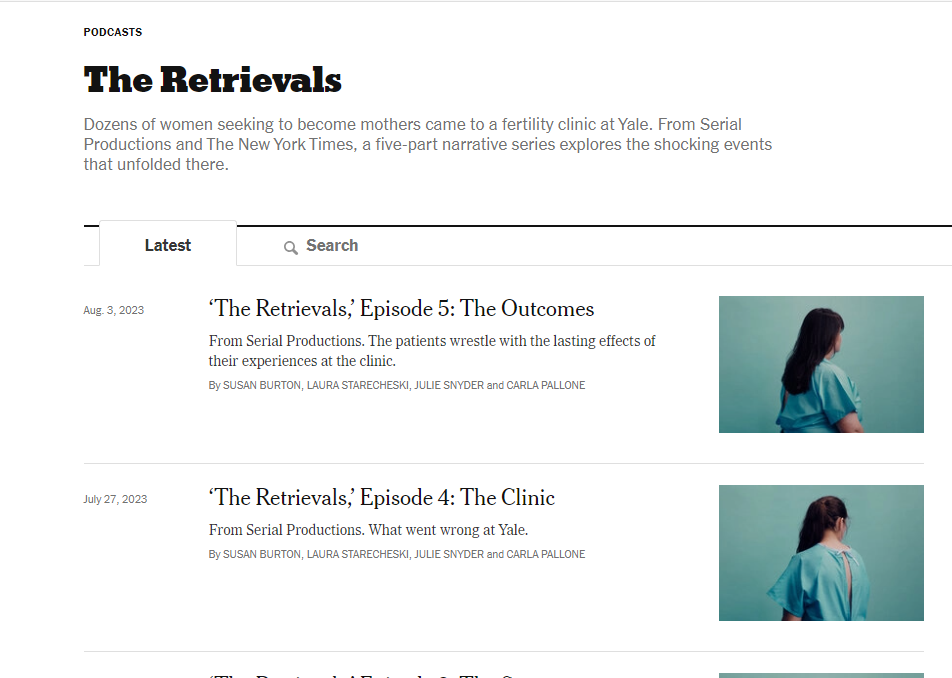 PODCASTS
The Retrievals
Dozens of women seeking to become mothers came to a fertility clinic at Yale. From Serial
Productions and The New York Times, a five-part narrative series explores the shocking events
that unfolded there.
Latest
Search
Aug. 3, 2023
‘The Retrievals,’ Episode 5: The Outcomes
From Serial Productions. The patients wrestle with the lasting effects of
their experiences at the clinic.
By SUSAN BURTON, LAURA STARECHESKI, JULIE SNYDER and CARLA PALLONE
July 27, 2023
‘The Retrievals,’ Episode 4: The Clinic
From Serial Productions. What went wrong at Yale.
By SUSAN BURTON, LAURA STARECHESKI, JULIE SNYDER and CARLA PALLONE